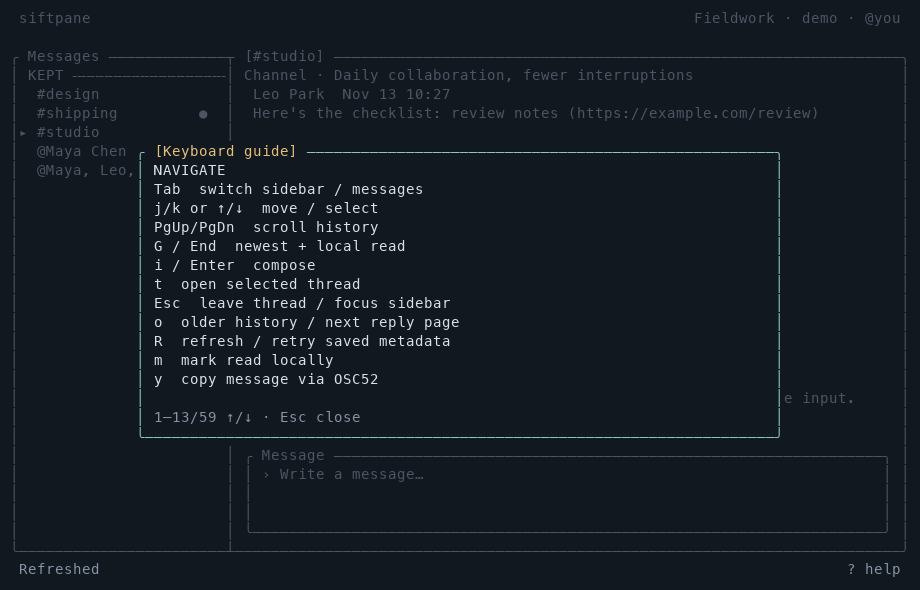 siftpane
Fieldwork · demo · @you
Messages
[#studio]
KEPT
Channel · Daily collaboration, fewer interruptions
#design
Leo Park  Nov 13 10:27
#shipping ●
Here's the checklist: review notes (https://example.com/review)
▸ #studio
@Maya Chen
[Keyboard guide]
@Maya, Leo,
NAVIGATE
Tab  switch sidebar / messages
j/k or ↑/↓  move / select
PgUp/PgDn  scroll history
G / End  newest + local read
i / Enter  compose
t  open selected thread
Esc  leave thread / focus sidebar
o  older history / next reply page
R  refresh / retry saved metadata
m  mark read locally
y  copy message via OSC52
e input.
1–13/59 ↑/↓ · Esc close
Message
› Write a message…
Refreshed
? help